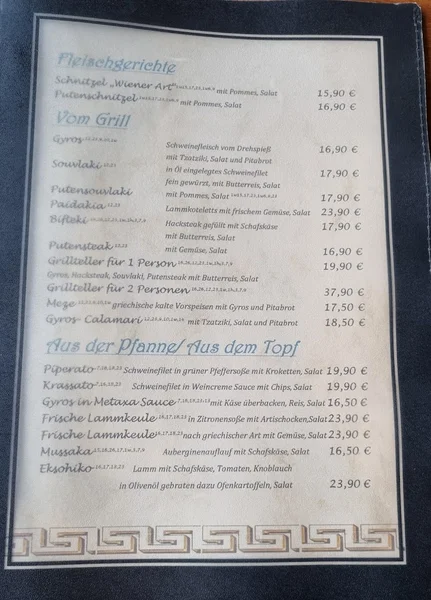 Fleischgerichte
Schnitzel „Wiener Art" mit Pommes, Salat 15,90 €
Putenschnitzel mit Pommes, Salat 16,90 €
Vom Grill
Gyros Schweinefleisch vom Drehspieß 16,90 €
mit Tzatziki, Salat und Pitabrot
Souvlaki in Öl eingelegtes Schweinefilet 17,90 €
fein gewürzt, mit Butterreis, Salat
Putensouvlaki mit Pommes, Salat 17,90 €
Paidakia Lammkoteletts mit frischem Gemüse, Salat 23,90 €
Bifteki Hacksteak gefüllt mit Schafskäse 17,90 €
mit Butterreis, Salat
Putensteak mit Gemüse, Salat 16,90 €
Grillteller für 1 Person 19,90 €
Gyros, Hacksteak, Souvlaki, Putensteak mit Butterreis, Salat
Grillteller für 2 Personen 37,90 €
Meze griechische kalte Vorspeisen mit Gyros und Pitabrot 17,50 €
Gyros- Calamari mit Tzatziki, Salat und Pitabrot 18,50 €
Aus der Pfanne/ Aus dem Topf
Piperato Schweinefilet in grüner Pfeffersoße mit Kroketten, Salat 19,90 €
Krassato Schweinefilet in Weincreme Sauce mit Chips, Salat 19,90 €
Gyros in Metaxa Sauce mit Käse überbacken, Reis, Salat 16,50 €
Frische Lammkeule in Zitronensoße mit Artischocken,Salat 23,90 €
Frische Lammkeule nach griechischer Art mit Gemüse, Salat 23,90 €
Mussaka Auberginenauflauf mit Schafskäse, Salat 16,50 €
Eksohiko Lamm mit Schafskäse, Tomaten, Knoblauch
in Olivenöl gebraten dazu Ofenkartoffeln, Salat 23,90 €